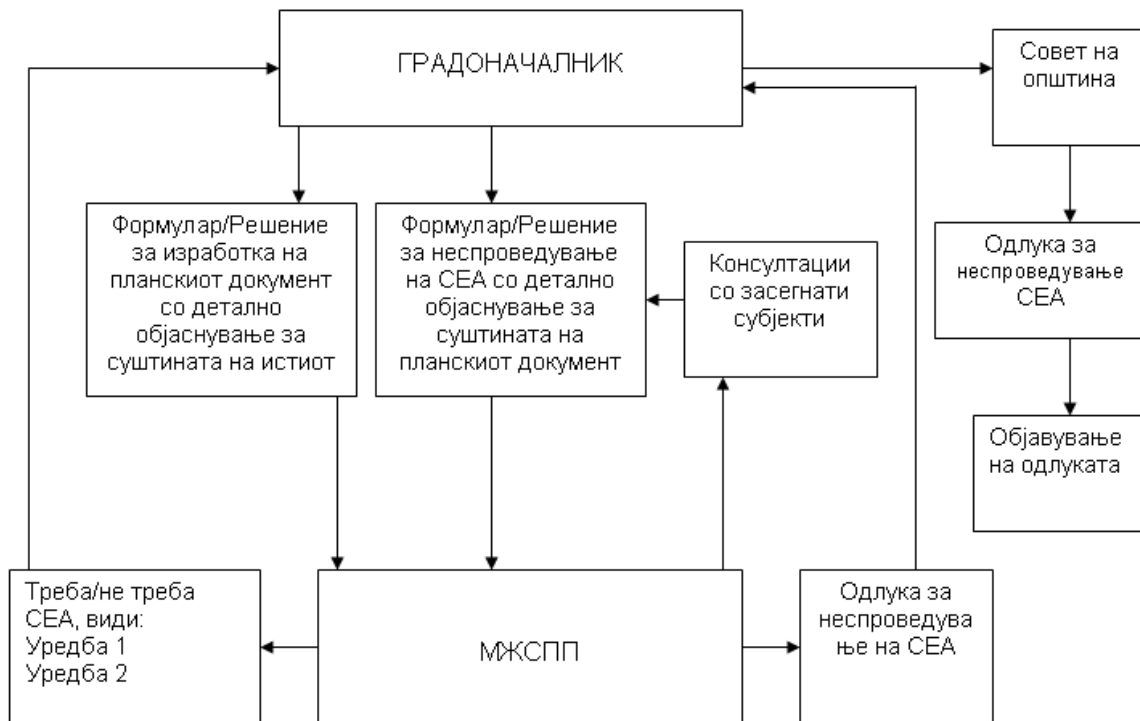 ГРАДОНАЧАЛНИК
Совет на
општина
Формулар/Решение
за изработка на
планскиот документ
со детално
објаснување за
суштината на истиот
Формулар/Решение
за неспроведување
на СЕА со детално
објаснување за
суштината на
планскиот документ
Консултации
со засегнати
субјекти
Одлука за
неспроведување
СЕА
Објавување
на одлуката
Треба/не треба
СЕА, види:
Уредба 1
Уредба 2
МЖСПП
Одлука за
неспроведува
ње на СЕА